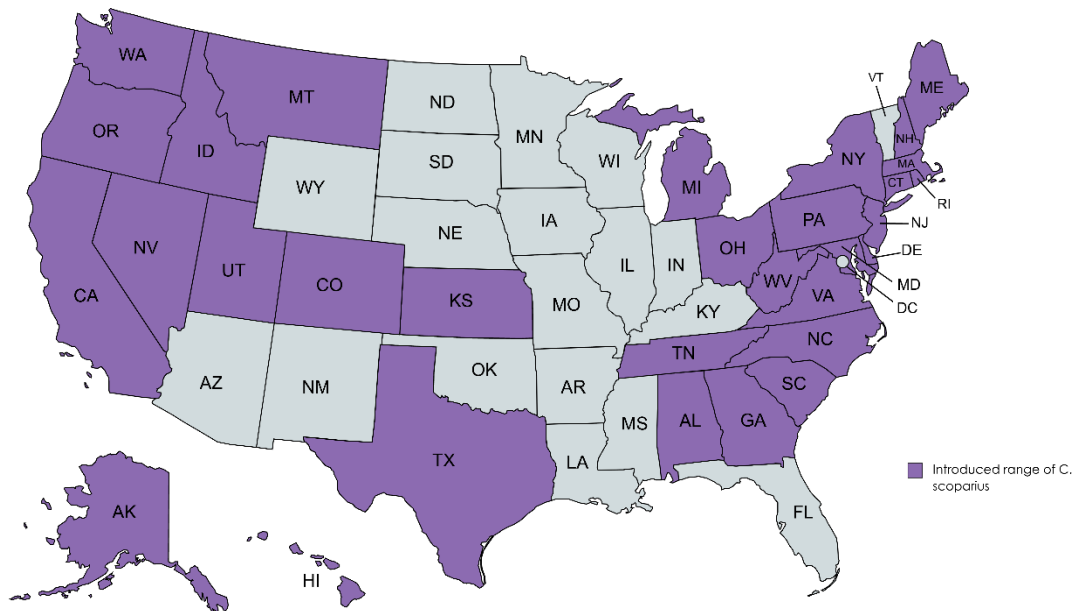 WA
MT
ND
MN
VT
ME
OR
ID
SD
WI
NY
NH
MA
WY
MI
CT
RI
IA
PA
NJ
NE
NV
OH
DE
UT
IL
IN
CA
CO
WV
MD
KS
MO
VA
DC
KY
NC
TN
AZ
NM
OK
AR
SC
MS
AL
GA
TX
LA
Introduced range of C.
scoparius
FL
AK
HI